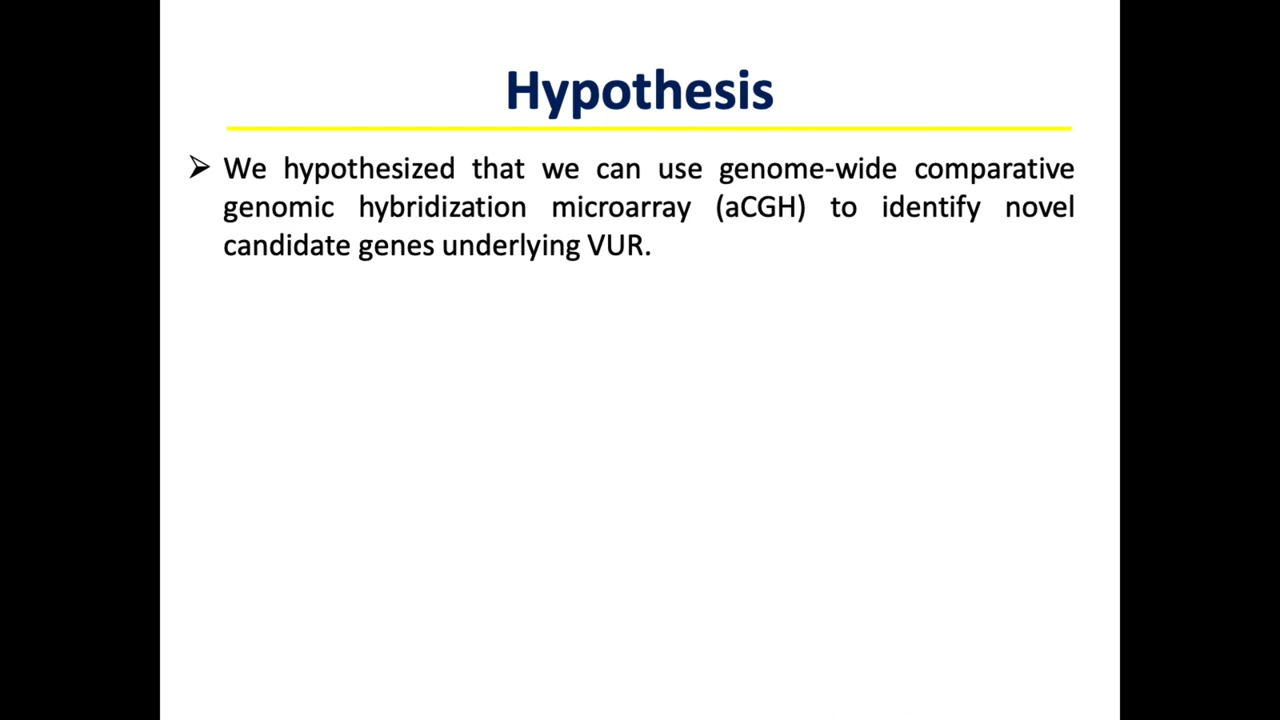 Hypothesis
➢ We hypothesized that we can use genome-wide comparative
genomic hybridization microarray (aCGH) to identify novel
candidate genes underlying VUR.